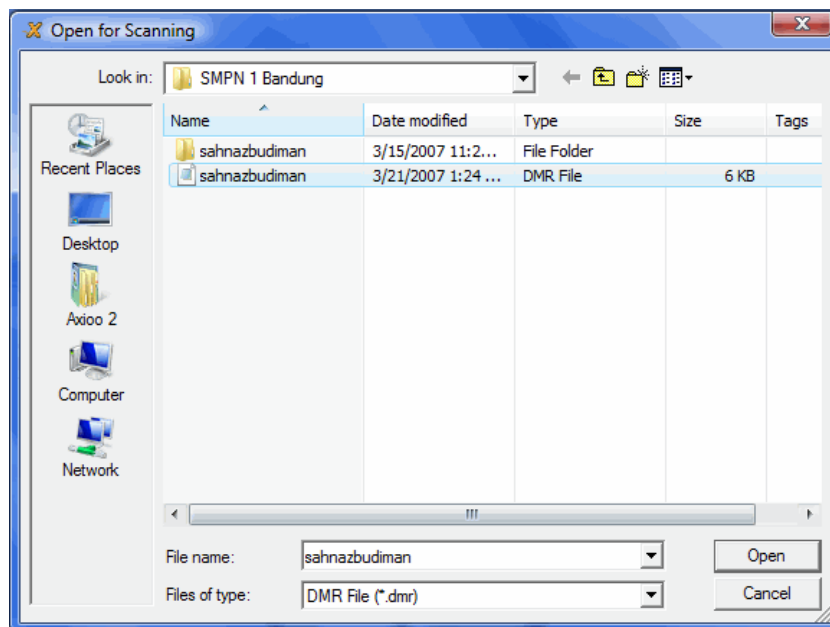 Open for Scanning
Look in: SMPN 1 Bandung
Name Date modified Type Size Tags
sahnazbudiman 3/15/2007 11:2... File Folder
sahnazbudiman 3/21/2007 1:24 ... DMR File 6 KB
Recent Places
Desktop
Axioo 2
Computer
Network
File name: sahnazbudiman Open
Files of type: DMR File (*.dmr) Cancel